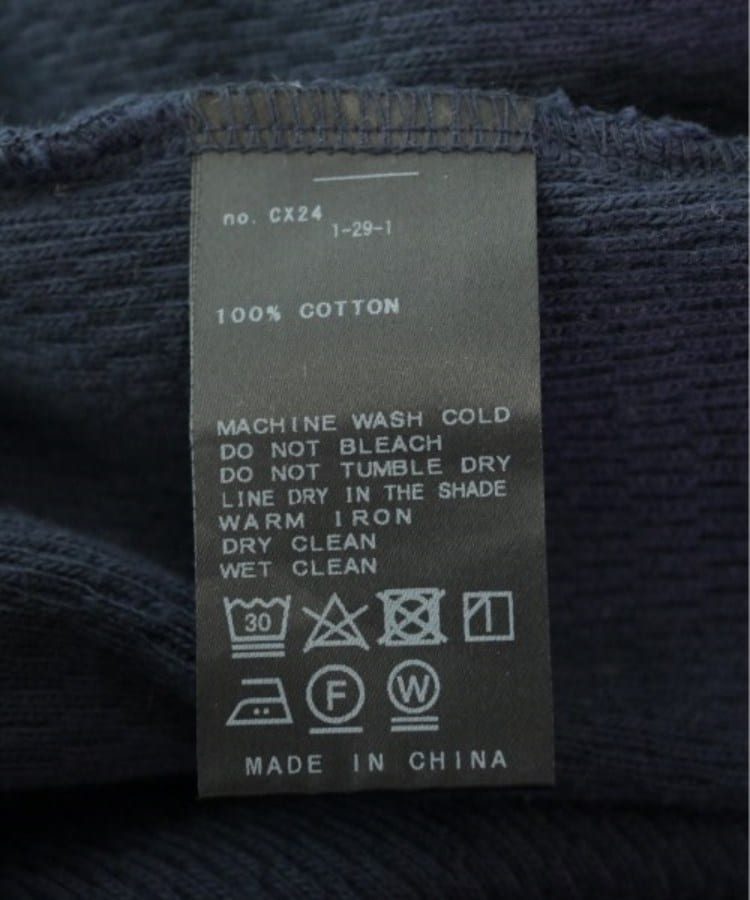 no. CX24
1-29-1
100% COTTON
MACHINE WASH COLD
DO NOT BLEACH
DO NOT TUMBLE DRY
LINE DRY IN THE SHADE
WARM IRON
DRY CLEAN
WET CLEAN
30
F W
MADE IN CHINA